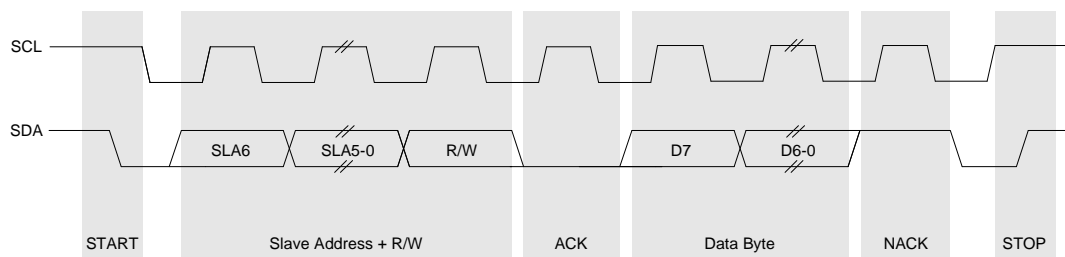 SCL
SDA
SLA6 SLA5-0 R/W D7 D6-0
START Slave Address + R/W ACK Data Byte NACK STOP